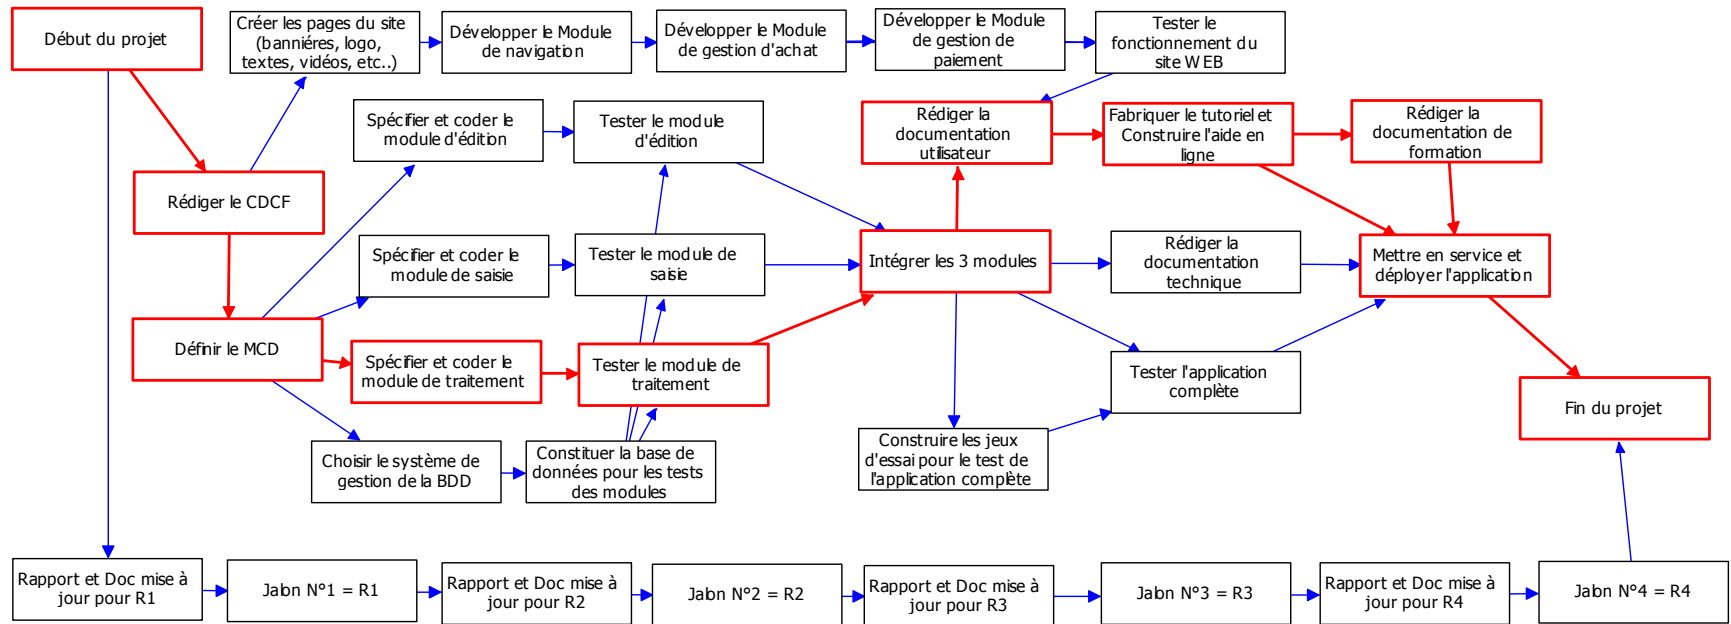 Début du projet
Créer les pages du site
(banniéres, logo,
textes, vidéos, etc..)
Développer le Module
de navigation
Développer le Module
de gestion d'achat
Développer le Module
de gestion de
paiement
Tester le
fonctionnement du
site WEB
Spécifier et coder le
module d'édition
Tester le module
d'édition
Rédiger la
documentation
utilisateur
Fabriquer le tutoriel et
Construire l'aide en
ligne
Rédiger la
documentation de
formation
Rédiger le CDCF
Spécifier et coder le
module de saisie
Tester le module de
saisie
Intégrer les 3 modules
Rédiger la
documentation
technique
Mettre en service et
déployer l'application
Définir le MCD
Spécifier et coder le
module de traitement
Tester le module de
traitement
Tester l'application
complète
Fin du projet
Choisir le système de
gestion de la BDD
Constituer la base de
données pour les tests
des modules
Construire les jeux
d'essai pour le test de
l'application complète
Rapport et Doc mise à
jour pour R1
Jalon N°1 = R1
Rapport et Doc mise à
jour pour R2
Jalon N°2 = R2
Rapport et Doc mise à
jour pour R3
Jalon N°3 = R3
Rapport et Doc mise à
jour pour R4
Jalon N°4 = R4